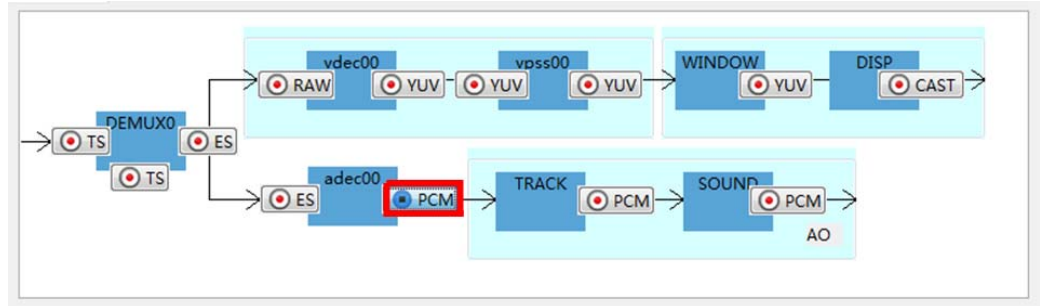 vdec00
vpss00
WINDOW
DISP
RAW
YUV
YUV
YUV
YUV
CAST
DEMUX0
TS
ES
TS
adec00
TRACK
SOUND
ES
PCM
PCM
PCM
AO